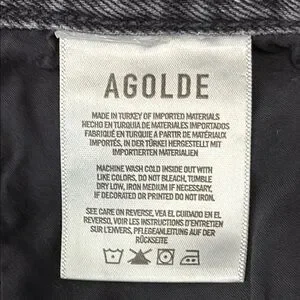 AGOLDE
MADE IN TURKEY OF IMPORTED MATERIALS
HECHO EN TURQUIA DE MATERIALES IMPORTADOS
FABRIQUÉ EN TURQUIE A PARTIR DE MATÉRIAUX
IMPORTÉS, IN DER TÜRKEI HERGESTELLT MIT
IMPORTIERTEN MATERIALIEN
MACHINE WASH COLD INSIDE OUT WITH
LIKE COLORS, DO NOT BLEACH, TUMBLE
DRY LOW, IRON MEDIUM IF NECESSARY,
IF DECORATED OR PRINTED DO NOT IRON.
SEE CARE ON REVERSE, VEA EL CUIDADO EN EL
REVERSO, VOIR LES INSTRUCTIONS D'ENTRETIEN
SUR L'ENVERS, PFLEGEANLEITUNG AUF DER
RÜCKSEITE